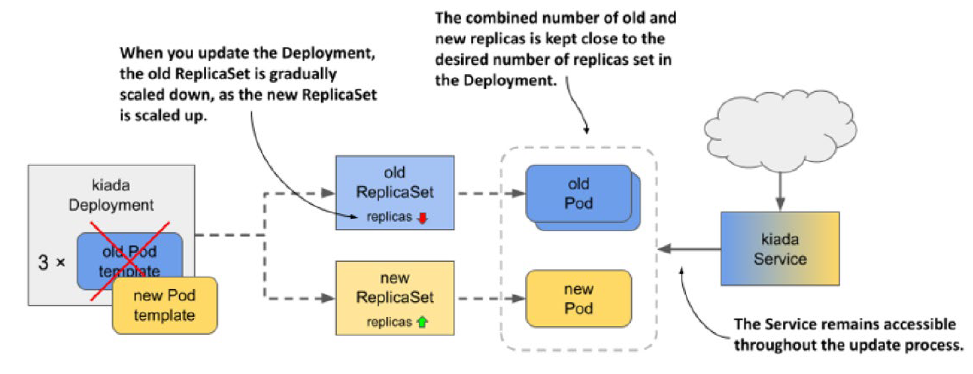 The combined number of old and
new replicas is kept close to the
desired number of replicas set in
the Deployment.
When you update the Deployment,
the old ReplicaSet is gradually
scaled down, as the new ReplicaSet
is scaled up.
kiada
Deployment
3 ×
old Pod
template
new Pod
template
old
ReplicaSet
replicas
new
ReplicaSet
replicas
old
Pod
new
Pod
kiada
Service
The Service remains accessible
throughout the update process.